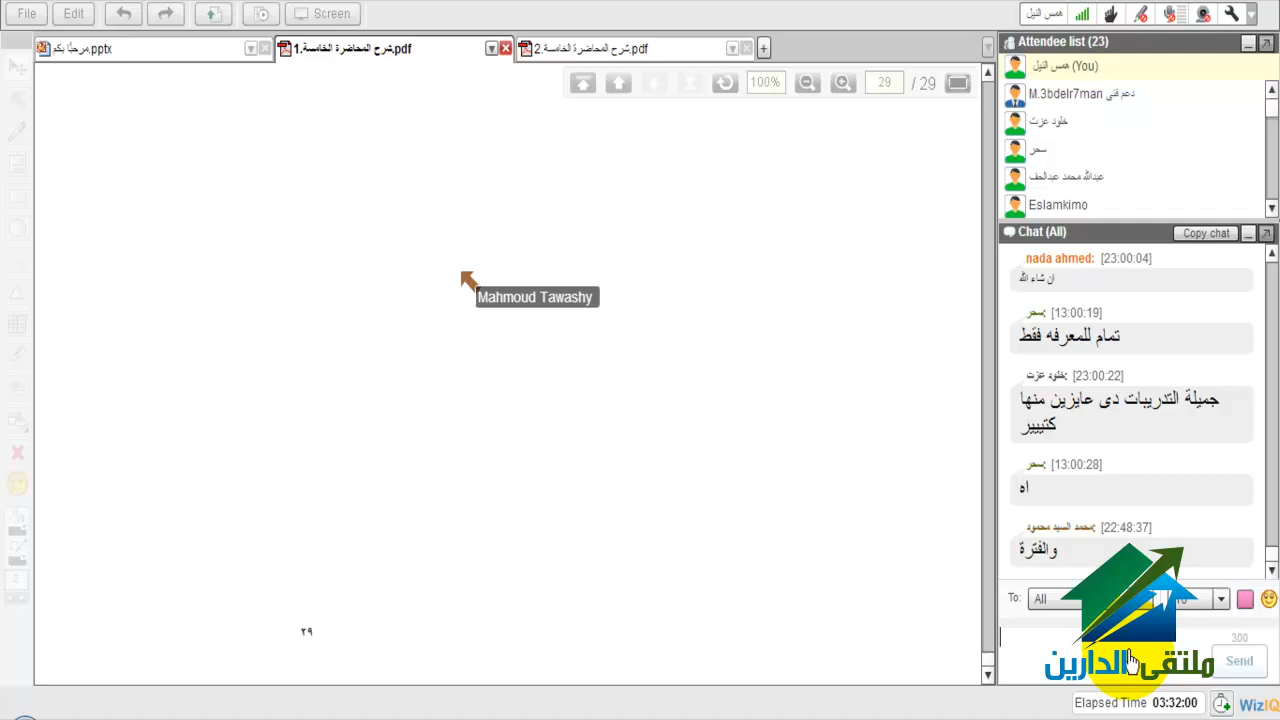 File
Edit
Screen
همس النيل
مرحبًا بكم.pptx
1.شرح المحاضرة الخامسة.pdf
2.شرح المحاضرة الخامسة.pdf
100%
29 / 29
Mahmoud Tawashy
٢٩
Attendee list (23)
همس النيل (You)
M.3bdelr7man دعم فنى
خلود عزت
سحر
عبدالله محمد عبدالحف
Eslamkimo
Chat (All)
Copy chat
nada ahmed: [23:00:04]
ان شاء الله
سحر: [13:00:19]
تمام للمعرفه فقط
خلود عزت: [23:00:22]
جميلة التدريبات دى عايزين منها
كتيييير
سحر: [13:00:28]
اه
محمد السيد محمود: [22:48:37]
والفترة
To: All
300
Send
ملتقى الدارين
Elapsed Time 03:32:00
WizIQ